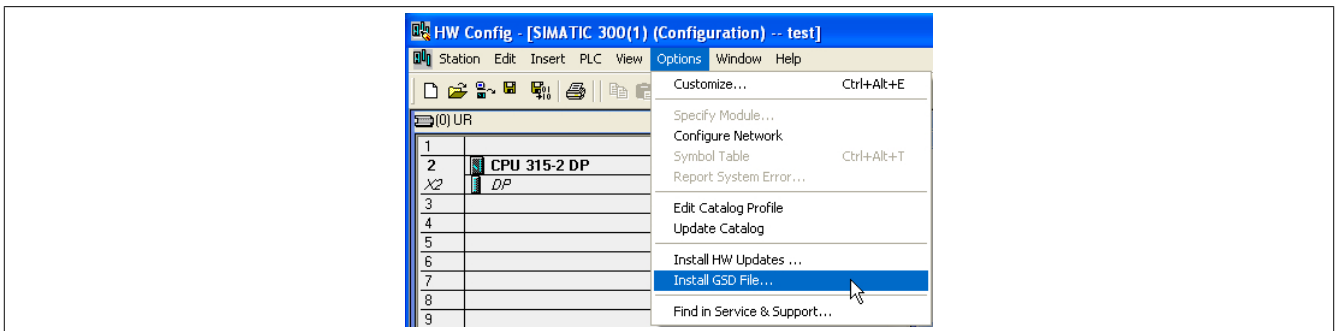 HW Config - [SIMATIC 300(1) (Configuration) -- test]
Station Edit Insert PLC View Options Window Help
(0) UR
1
2 CPU 315-2 DP
X2 DP
3
4
5
6
7
8
9
Customize... Ctrl+Alt+E
Specify Module...
Configure Network
Symbol Table Ctrl+Alt+T
Report System Error...
Edit Catalog Profile
Update Catalog
Install HW Updates ...
Install GSD File...
Find in Service & Support...